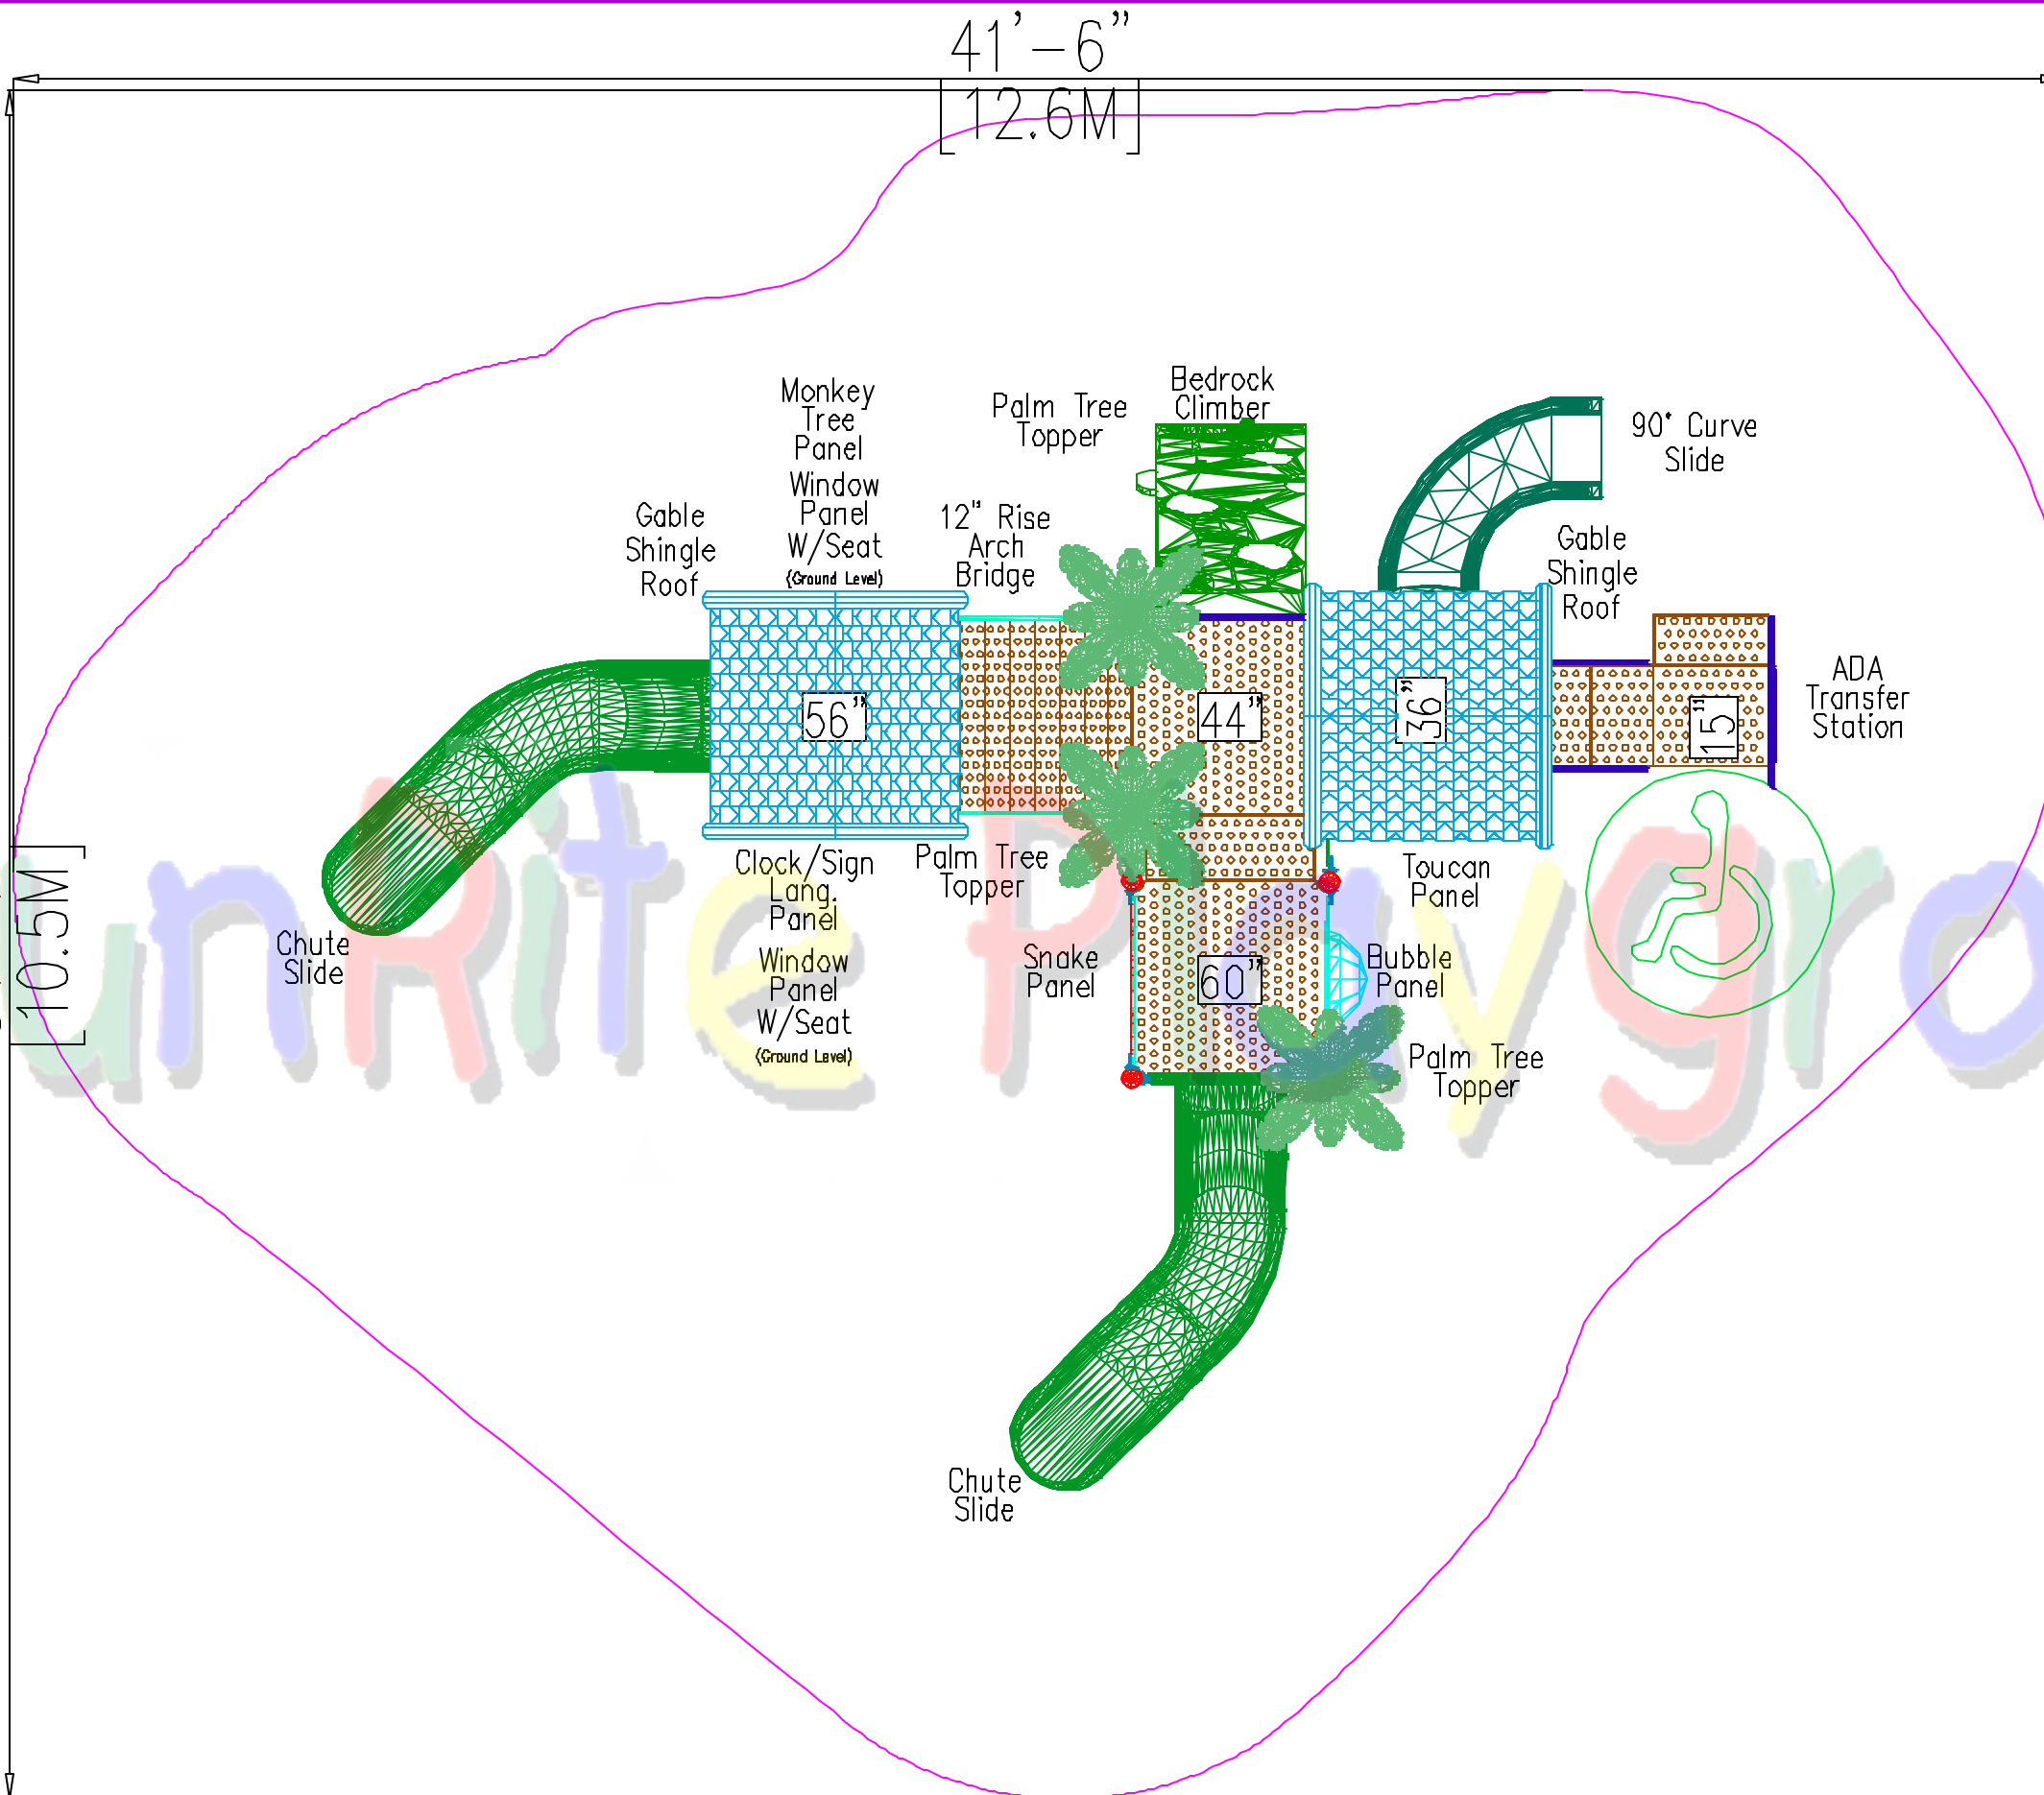 41'-6"
[12.6M]
Monkey
Tree
Panel
Window
Panel
W/Seat
(Ground Level)
Palm Tree
Topper
Bedrock
Climber
90° Curve
Slide
Gable
Shingle
Roof
12" Rise
Arch
Bridge
Gable
Shingle
Roof
ADA
Transfer
Station
56"
44"
36"
15"
[10.5M]
Clock/Sign
Lang.
Panel
Window
Panel
W/Seat
(Ground Level)
Palm Tree
Topper
Toucan
Panel
Chute
Slide
Snake
Panel
60"
Bubble
Panel
Palm Tree
Topper
Chute
Slide
unRite Playgro